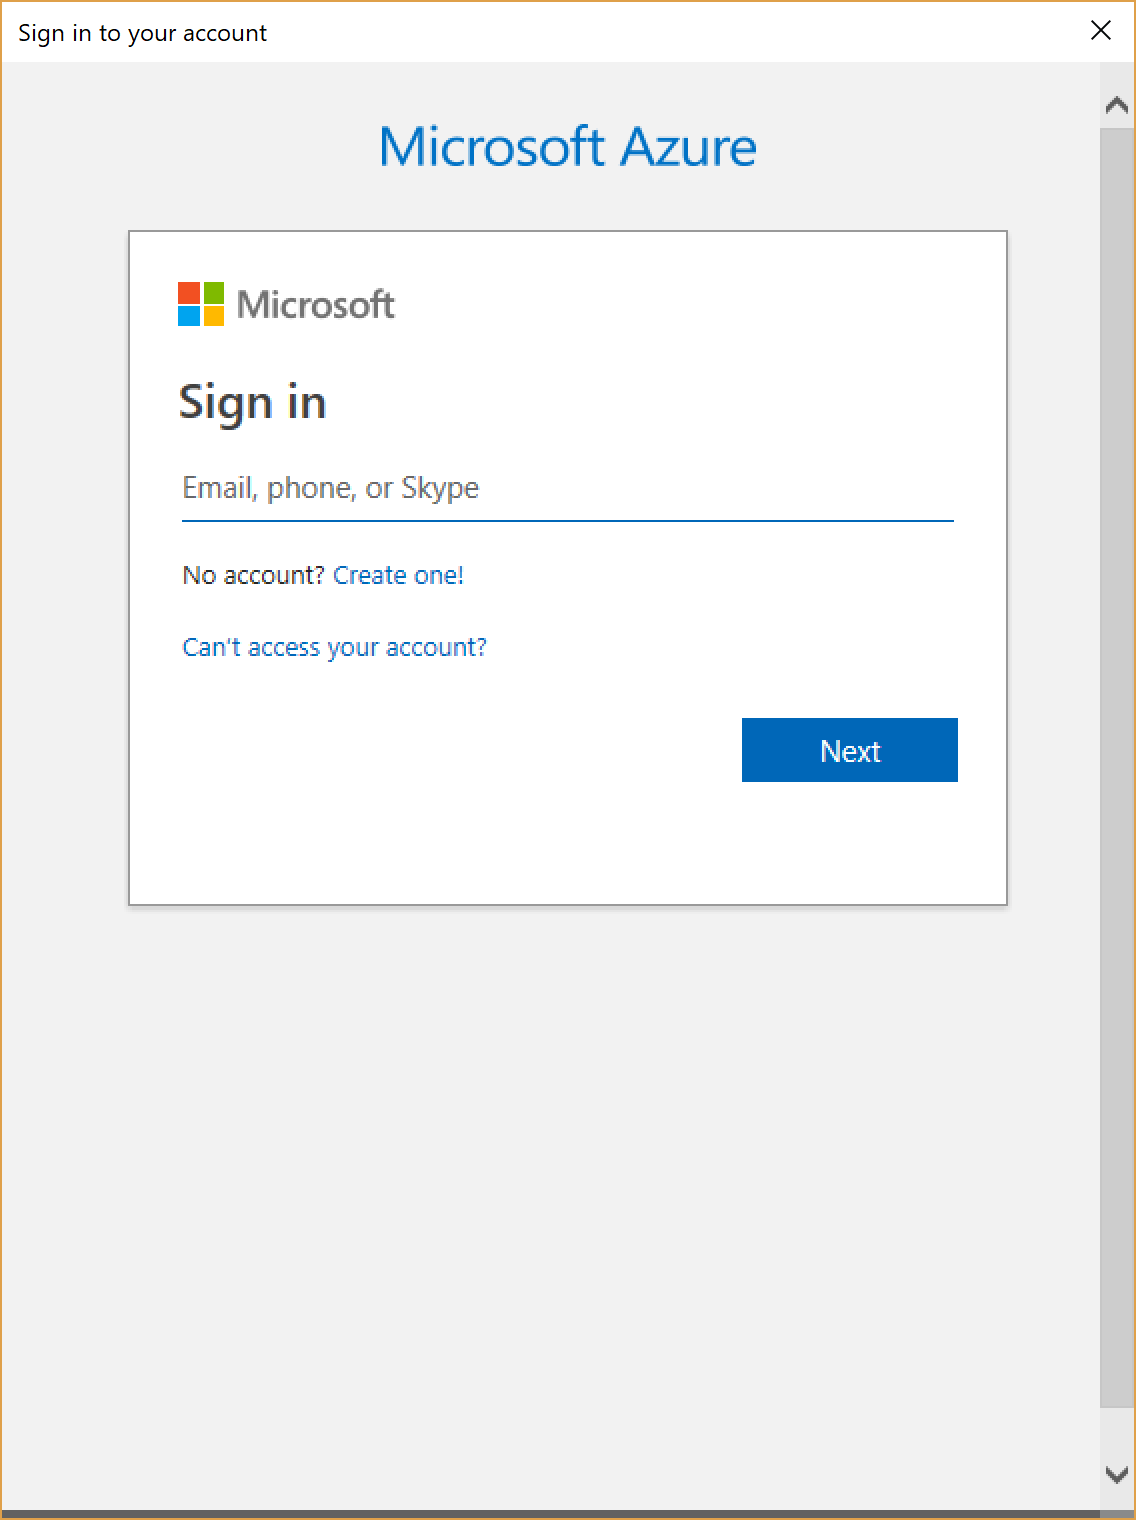 Sign in to your account
Microsoft Azure
Microsoft
Sign in
Email, phone, or Skype
No account? Create one!
Can't access your account?
Next